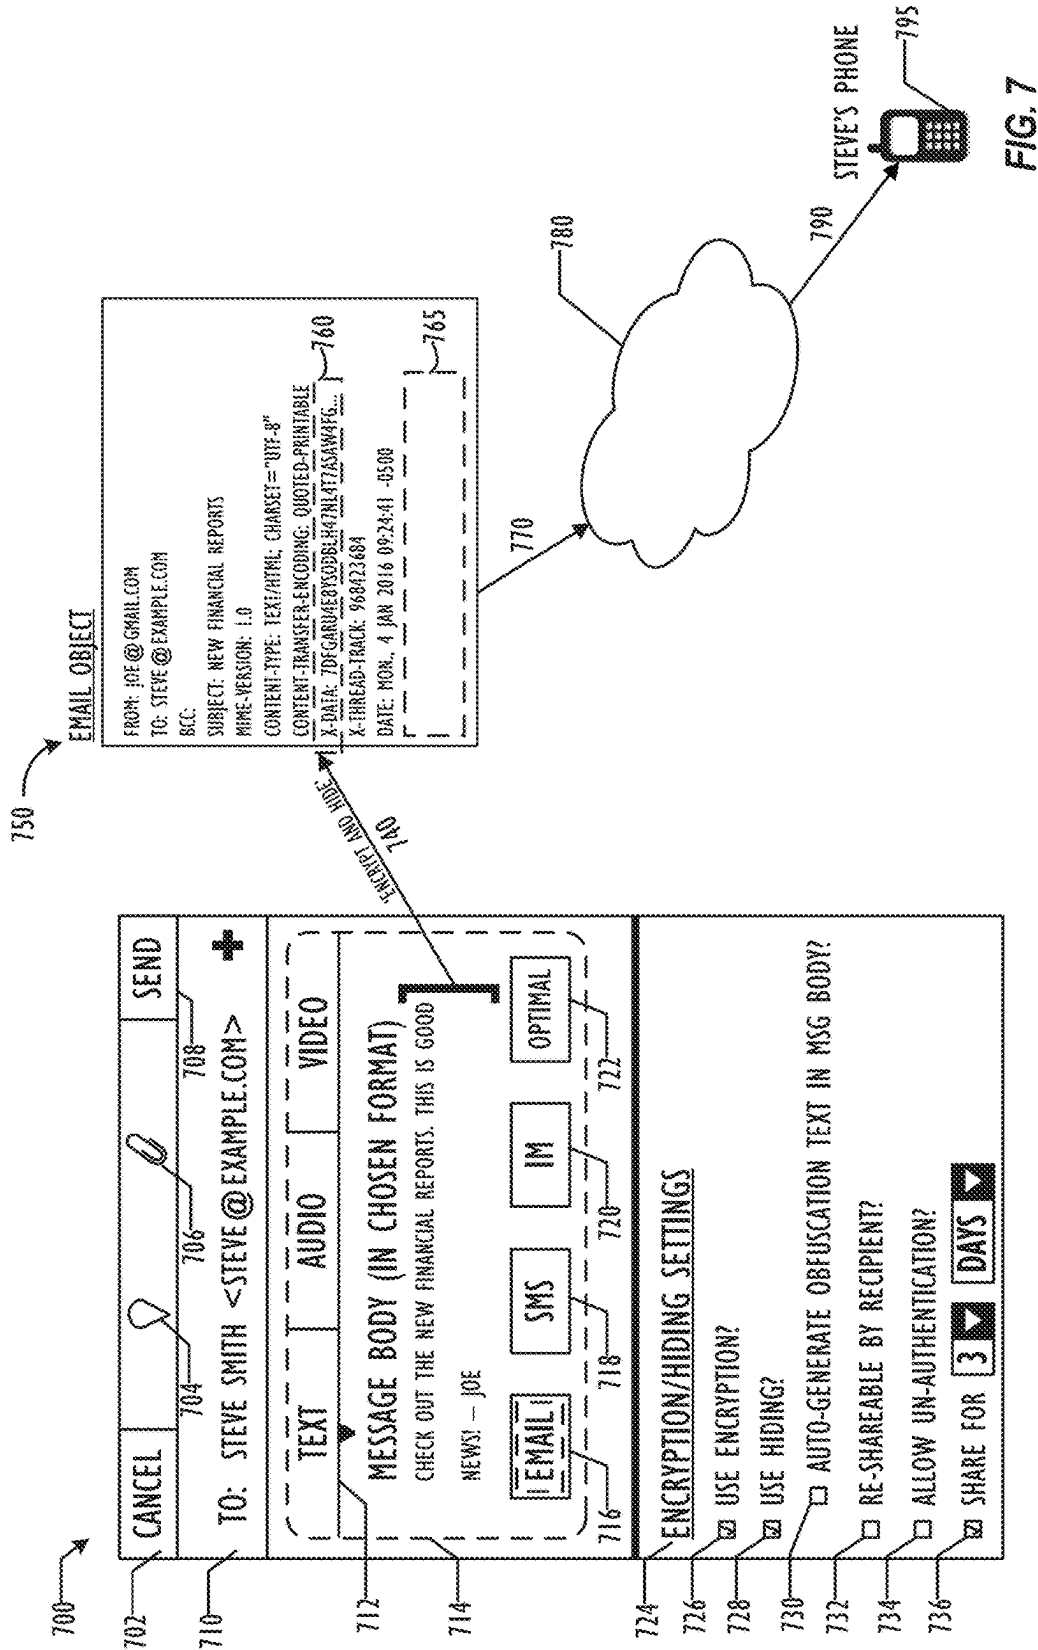 700
702
CANCEL
704
706
708
SEND
710
TO: STEVE SMITH <STEVE@EXAMPLE.COM>
712
TEXT
AUDIO
VIDEO
714
MESSAGE BODY (IN CHOSEN FORMAT)
CHECK OUT THE NEW FINANCIAL REPORTS. THIS IS GOOD
NEWS! – JOE
EMAIL
SMS
IM
OPTIMAL
716
718
720
722
724
ENCRYPTION/HIDING SETTINGS
726
USE ENCRYPTION?
728
USE HIDING?
730
AUTO-GENERATE OBFUSCATION TEXT IN MSG BODY?
732
RE-SHAREABLE BY RECIPIENT?
734
ALLOW UN-AUTHENTICATION?
736
SHARE FOR 3 DAYS
"ENCRYPT AND HIDE"
740
750
EMAIL OBJECT
FROM: JOE@GMAIL.COM
TO: STEVE@EXAMPLE.COM
BCC:
SUBJECT: NEW FINANCIAL REPORTS
MIME-VERSION: 1.0
CONTENT-TYPE: TEXT/HTML; CHARSET="UTF-8"
CONTENT-TRANSFER-ENCODING: QUOTED-PRINTABLE
X-DATA:
X-THREAD-TRACK: 968423684
DATE: MON., 4 JAN 2016 09:24:41 -0500
760
765
770
780
790
STEVE'S PHONE
795
FIG. 7